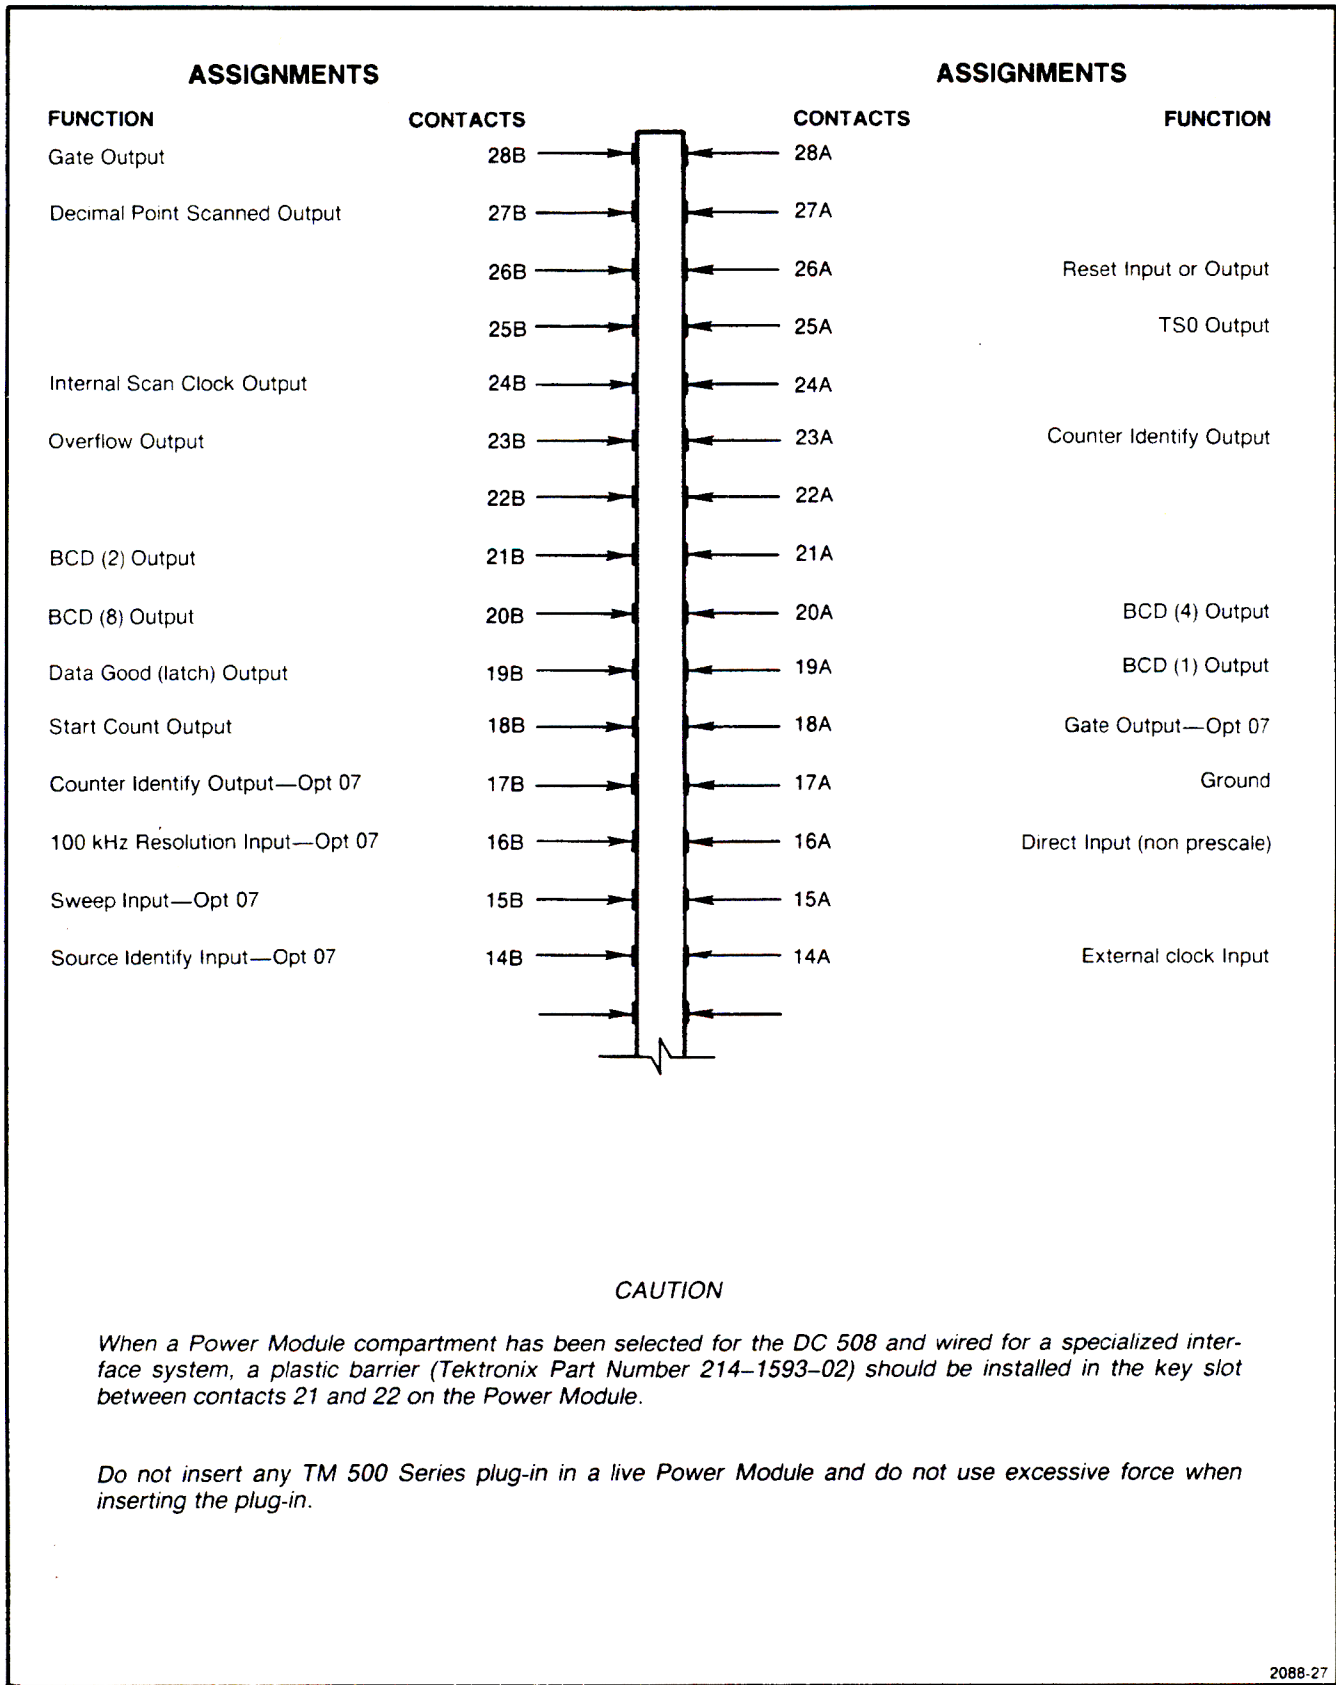 ASSIGNMENTS ASSIGNMENTS
FUNCTION CONTACTS CONTACTS FUNCTION
Gate Output 28B 28A
Decimal Point Scanned Output 27B 27A
26B 26A Reset Input or Output
25B 25A TS0 Output
Internal Scan Clock Output 24B 24A
Overflow Output 23B 23A Counter Identify Output
22B 22A
BCD (2) Output 21B 21A
BCD (8) Output 20B 20A BCD (4) Output
Data Good (latch) Output 19B 19A BCD (1) Output
Start Count Output 18B 18A Gate Output—Opt 07
Counter Identify Output—Opt 07 17B 17A Ground
100 kHz Resolution Input—Opt 07 16B 16A Direct Input (non prescale)
Sweep Input—Opt 07 15B 15A
Source Identify Input—Opt 07 14B 14A External clock Input
CAUTION
When a Power Module compartment has been selected for the DC 508 and wired for a specialized inter-
face system, a plastic barrier (Tektronix Part Number 214–1593–02) should be installed in the key slot
between contacts 21 and 22 on the Power Module.
Do not insert any TM 500 Series plug-in in a live Power Module and do not use excessive force when
inserting the plug-in.
2088-27